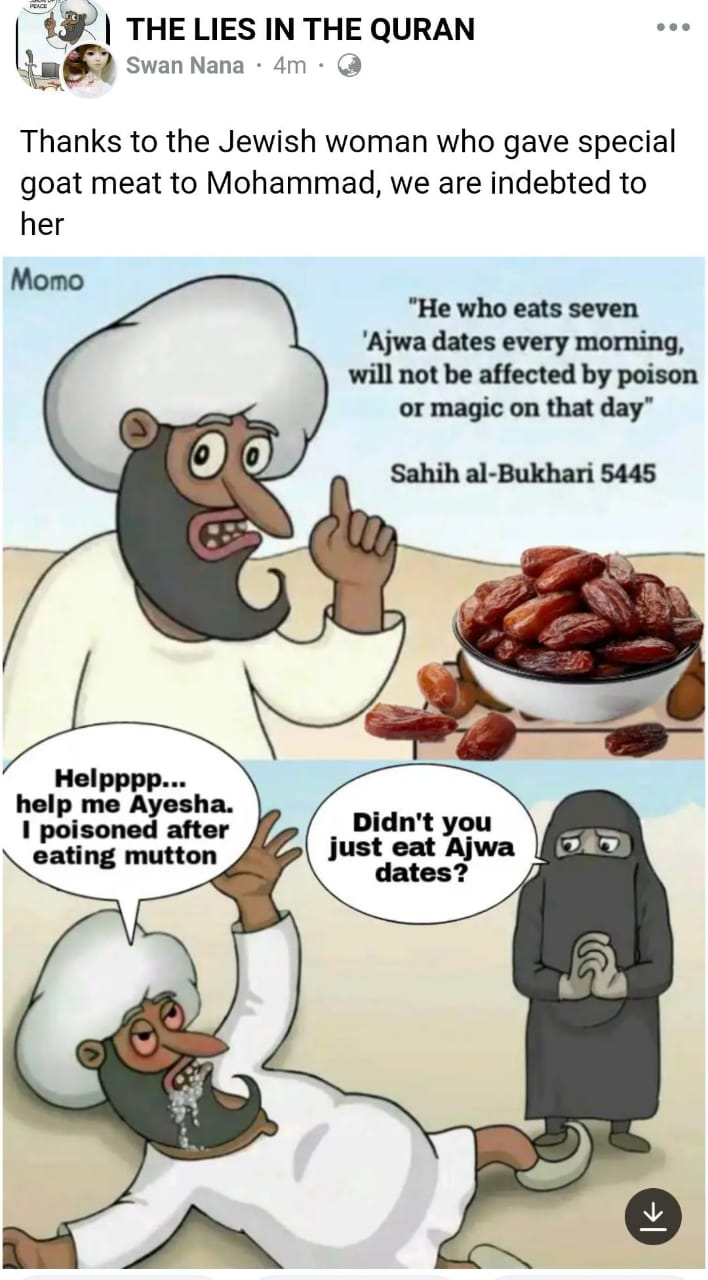 THE LIES IN THE QURAN
Swan Nana · 4m ·
Thanks to the Jewish woman who gave special
goat meat to Mohammad, we are indebted to
her
Momo
"He who eats seven
'Ajwa dates every morning,
will not be affected by poison
or magic on that day"
Sahih al-Bukhari 5445
Helpppp...
help me Ayesha.
I poisoned after
eating mutton
Didn't you
just eat Ajwa
dates?